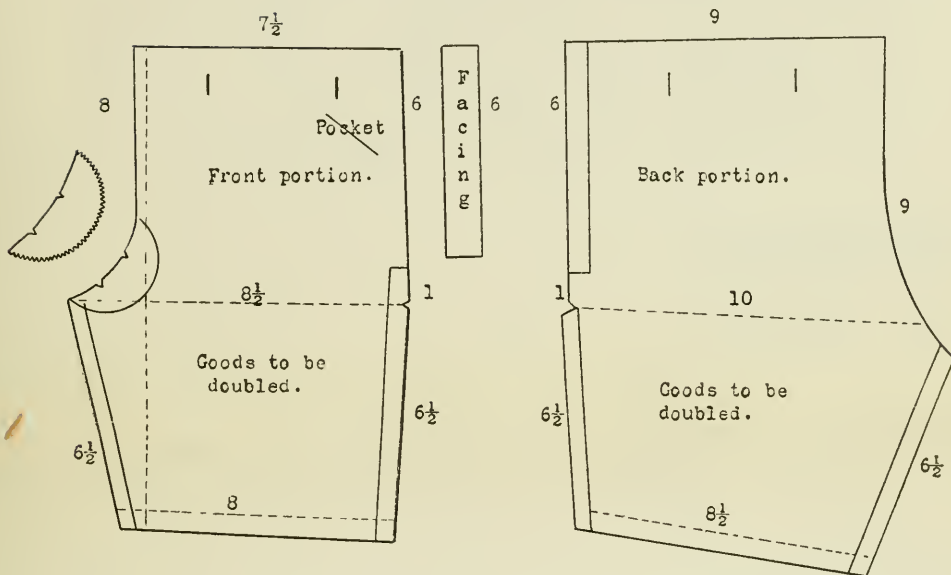 7½
9
8
6
Facing
6
6
Pocket
Front portion.
Back portion.
9
8½
1
1
10
Goods to be
doubled.
Goods to be
doubled.
6½
6½
6½
6½
8
8½